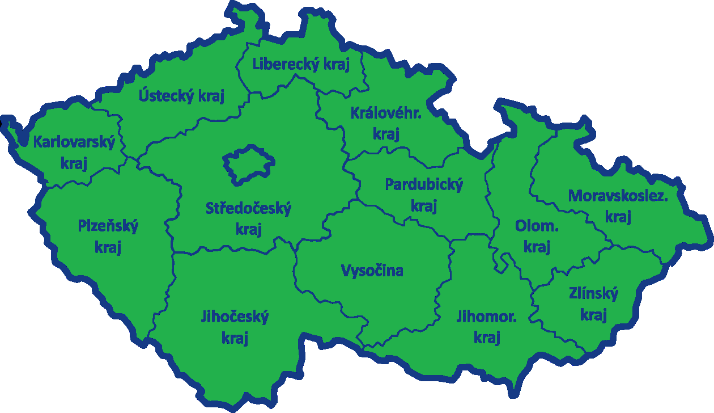 Liberecký kraj
Ústecký kraj
Královéhr.
kraj
Karlovarský
kraj
Pardubický
kraj
Moravskoslez.
kraj
Středočeský
kraj
Plzeňský
kraj
Olom.
kraj
Vysočina
Zlínský
kraj
Jihočeský
kraj
Jihomor.
kraj